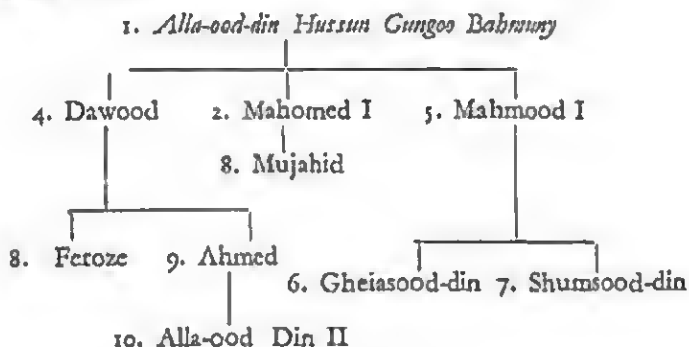 1. Alla-ood-din Hussun Gungoo Bahmuny
4. Dawood 2. Mahomed I 5. Mahmood I
8. Mujahid
8. Feroze 9. Ahmed
6. Gheiasood-din 7. Shumsood-din
10. Alla-ood Din II